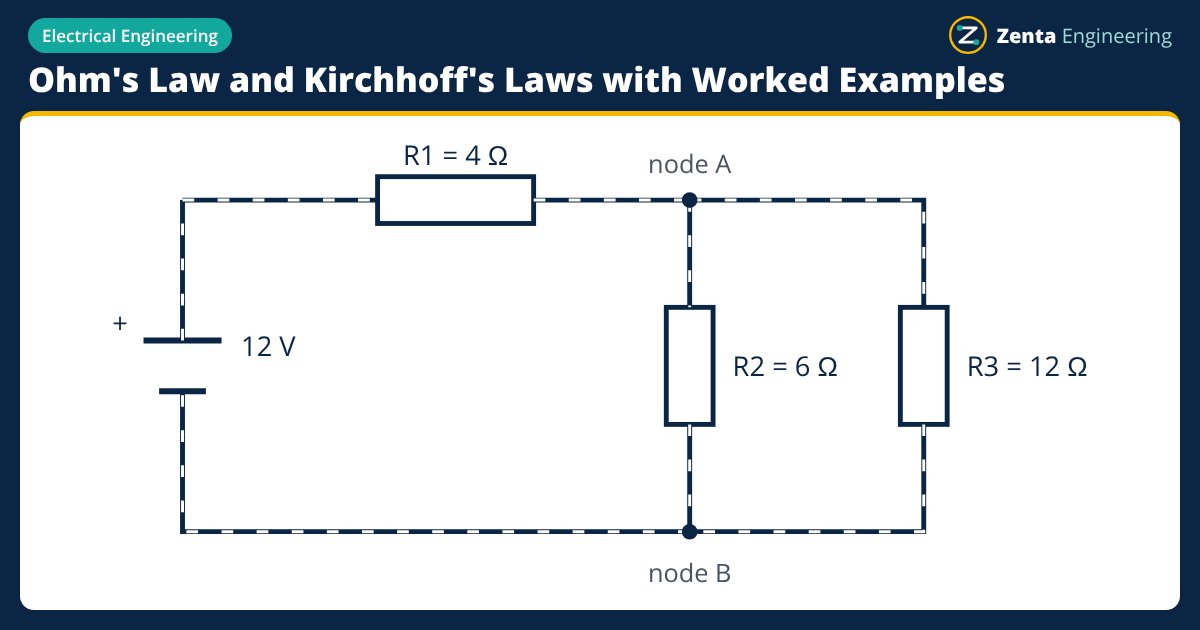 Electrical Engineering
Zenta Engineering
Ohm's Law and Kirchhoff's Laws with Worked Examples
R1 = 4 Ω
node A
+
12 V
R2 = 6 Ω
R3 = 12 Ω
node B